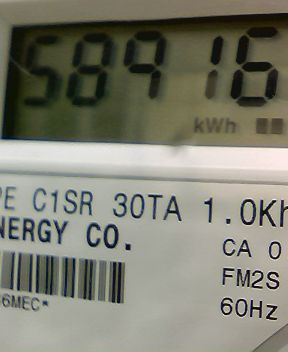 58916
kWh
PE C1SR 30TA 1.0Kh
NERGY CO.
CA 0
FM2S
6MEC*
60Hz